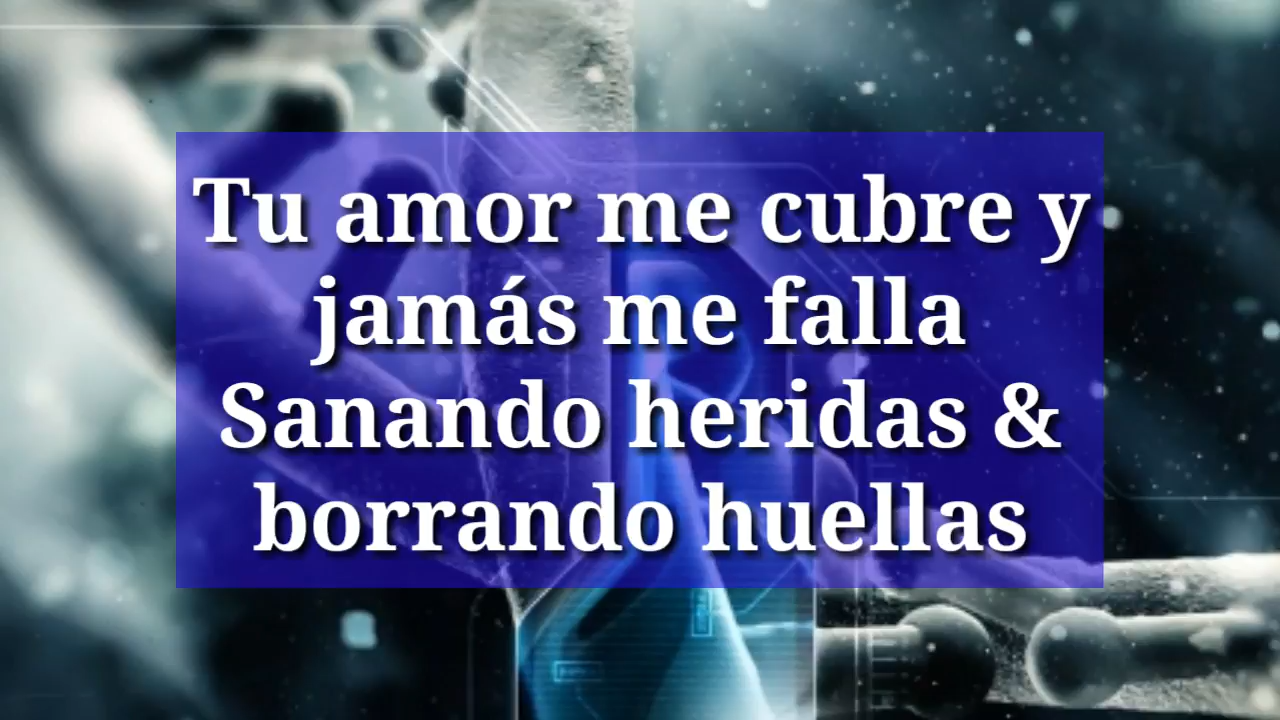 Tu amor me cubre y
jamás me falla
Sanando heridas &
borrando huellas